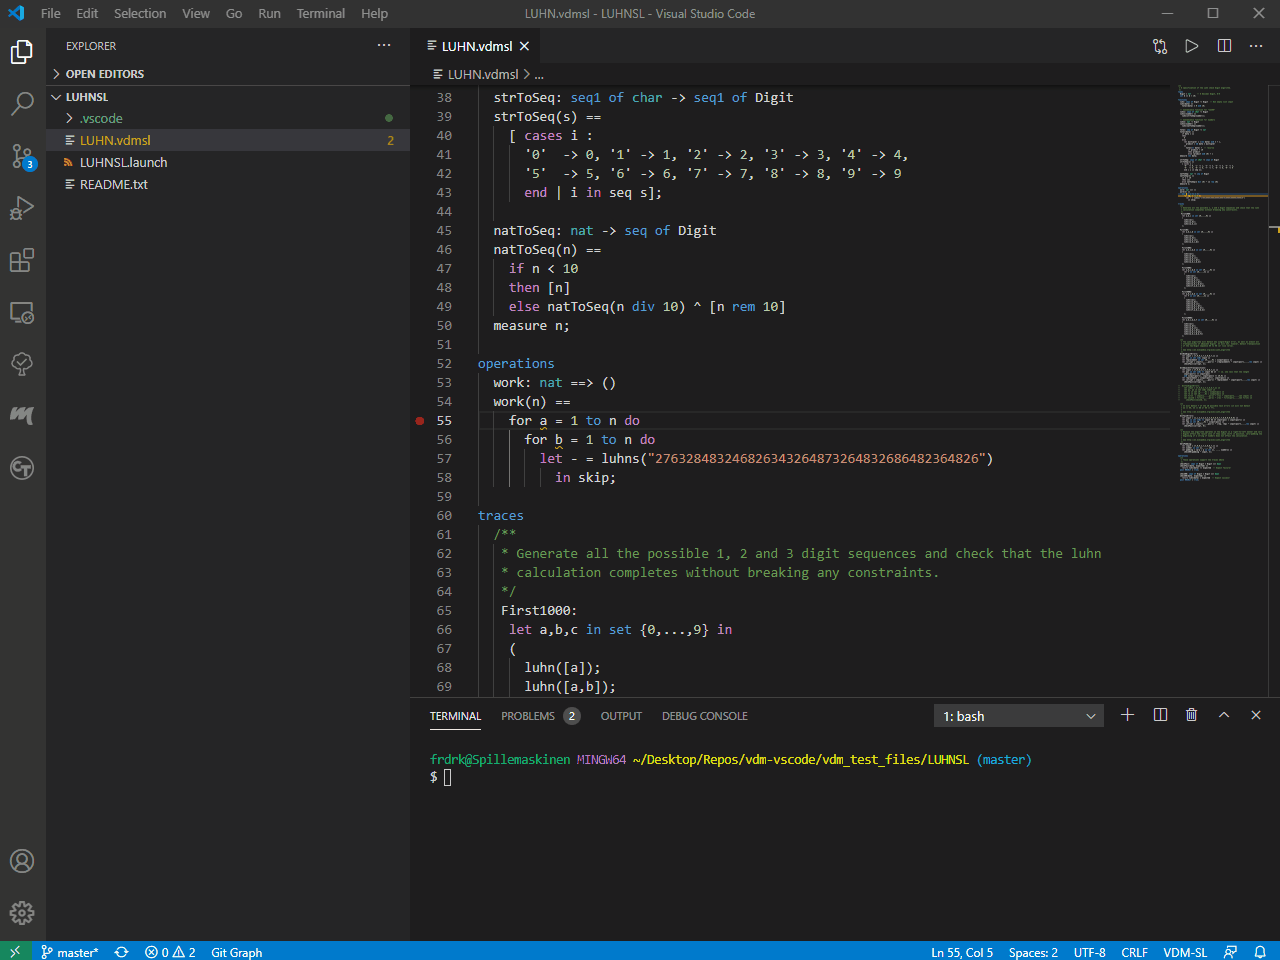 File Edit Selection View Go Run Terminal Help
LUHN.vdmsl - LUHNSL - Visual Studio Code
EXPLORER
OPEN EDITORS
LUHNSL
.vscode
LUHN.vdmsl 2
LUHNSL.launch
README.txt
3
LUHN.vdmsl
LUHN.vdmsl > ...
38 strToSeq: seq1 of char -> seq1 of Digit
39 strToSeq(s) ==
40 [ cases i :
41 '0' -> 0, '1' -> 1, '2' -> 2, '3' -> 3, '4' -> 4,
42 '5' -> 5, '6' -> 6, '7' -> 7, '8' -> 8, '9' -> 9
43 end | i in seq s];
44
45 natToSeq: nat -> seq of Digit
46 natToSeq(n) ==
47 if n < 10
48 then [n]
49 else natToSeq(n div 10) ^ [n rem 10]
50 measure n;
51
52 operations
53 work: nat ==> ()
54 work(n) ==
55 for a = 1 to n do
56 for b = 1 to n do
57 let - = luhns("27632848324682634326487326483268648236 4826")
58 in skip;
59
60 traces
61 /**
62 * Generate all the possible 1, 2 and 3 digit sequences and check that the luhn
63 * calculation completes without breaking any constraints.
64 */
65 First1000:
66 let a,b,c in set {0,...,9} in
67 (
68 luhn([a]);
69 luhn([a,b]);
TERMINAL PROBLEMS 2 OUTPUT DEBUG CONSOLE
1: bash
frdrk@Spillemaskinen MINGW64 ~/Desktop/Repos/vdm-vscode/vdm_test_files/LUHNSL (master)
$
master* 0 2 Git Graph
Ln 55, Col 5 Spaces: 2 UTF-8 CRLF VDM-SL